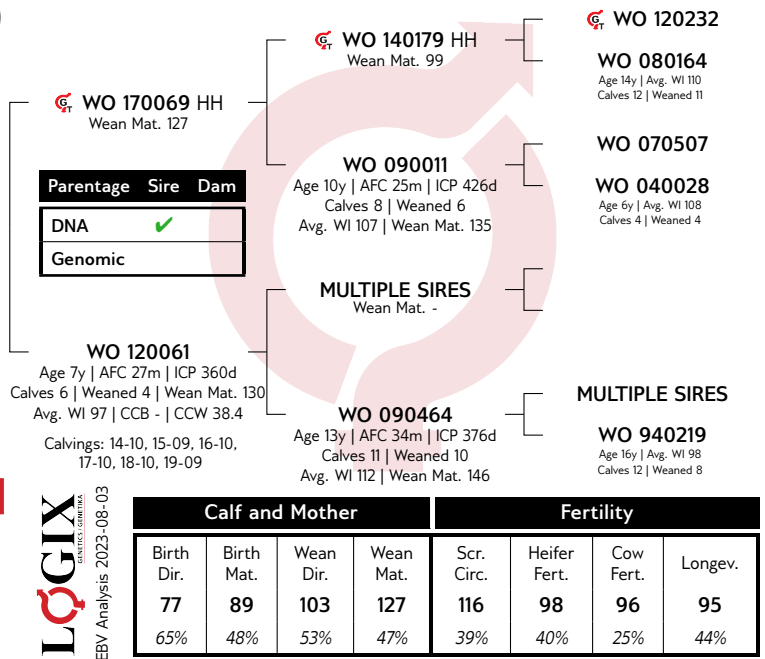 WO 120232
WO 140179 HH
Wean Mat. 99
WO 080164
Age 14y | Avg. WI 110
Calves 12 | Weaned 11
WO 170069 HH
Wean Mat. 127
WO 070507
WO 090011
Age 10y | AFC 25m | ICP 426d
Calves 8 | Weaned 6
Avg. WI 107 | Wean Mat. 135
WO 040028
Age 6y | Avg. WI 108
Calves 4 | Weaned 4
Parentage Sire Dam
DNA ✔
Genomic
MULTIPLE SIRES
Wean Mat. -
WO 120061
Age 7y | AFC 27m | ICP 360d
Calves 6 | Weaned 4 | Wean Mat. 130
Avg. WI 97 | CCB - | CCW 38.4
Calvings: 14-10, 15-09, 16-10,
17-10, 18-10, 19-09
MULTIPLE SIRES
WO 090464
Age 13y | AFC 34m | ICP 376d
Calves 11 | Weaned 10
Avg. WI 112 | Wean Mat. 146
WO 940219
Age 16y | Avg. WI 98
Calves 12 | Weaned 8
LOGIX
GENETICS | GENETIKA
EBV Analysis 2023-08-03
Calf and Mother Fertility
Birth Dir. Birth Mat. Wean Dir. Wean Mat. Scr. Circ. Heifer Fert. Cow Fert. Longev.
77 89 103 127 116 98 96 95
65% 48% 53% 47% 39% 40% 25% 44%